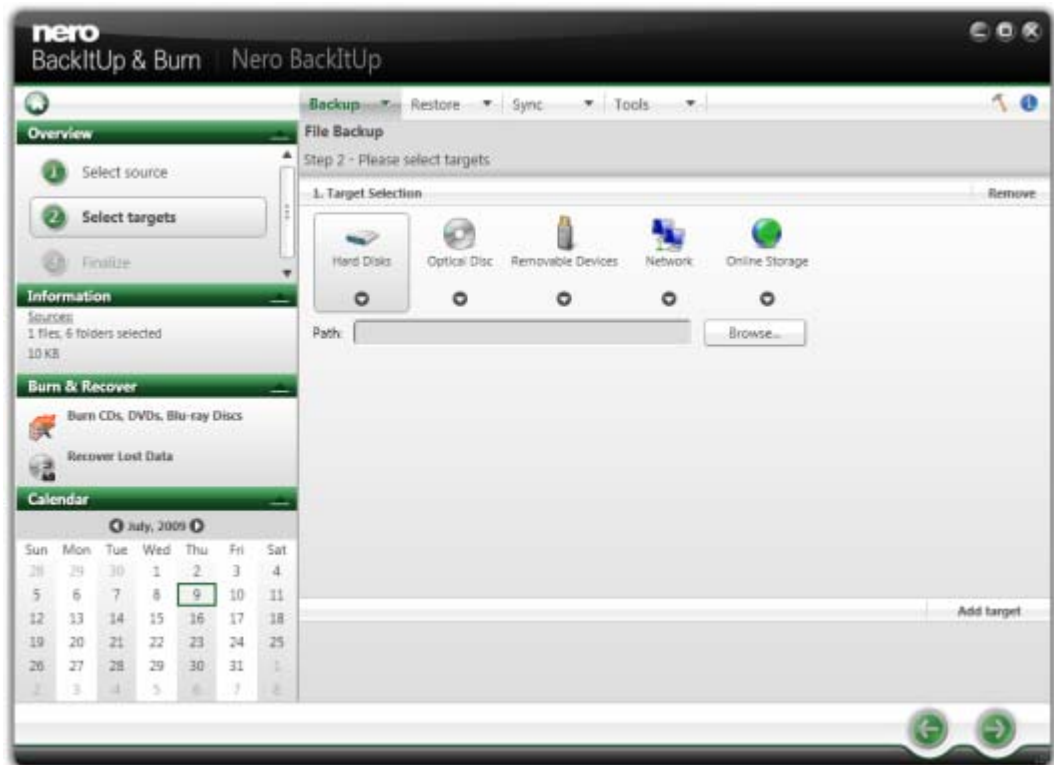 nero
BackItUp & Burn | Nero BackItUp
Backup Restore Sync Tools
Overview
1 Select source
2 Select targets
3 Finalize
Information
Sources:
1 files, 6 folders selected
10 KB
Burn & Recover
Burn CDs, DVDs, Blu-ray Discs
Recover Lost Data
Calendar
July, 2009
Sun Mon Tue Wed Thu Fri Sat
28 29 30 1 2 3 4
5 6 7 8 9 10 11
12 13 14 15 16 17 18
19 20 21 22 23 24 25
26 27 28 29 30 31 1
2 3 4 5 6 7 8
File Backup
Step 2 - Please select targets
1. Target Selection Remove
Hard Disks Optical Disc Removable Devices Network Online Storage
Path: Browse...
Add target